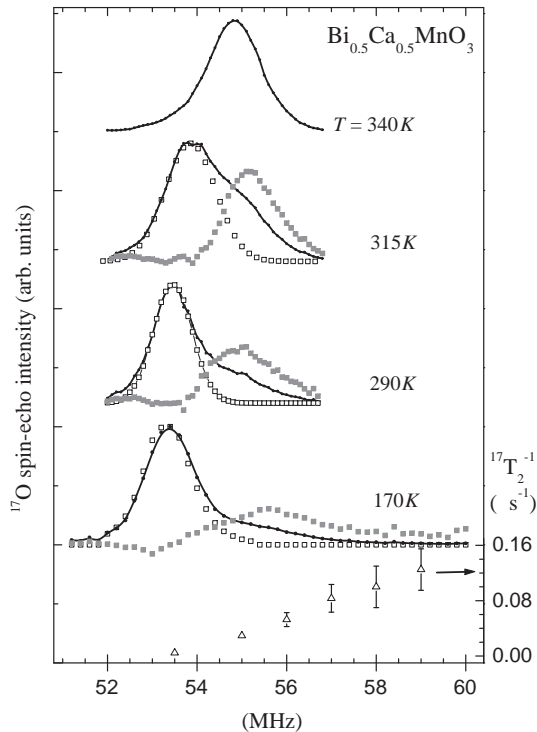 Bi0.5Ca0.5MnO3
T = 340K
315K
290K
170K
17O spin-echo intensity (arb. units)
17T2-1
( s-1)
0.16
0.08
0.00
52 54 56 58 60
(MHz)